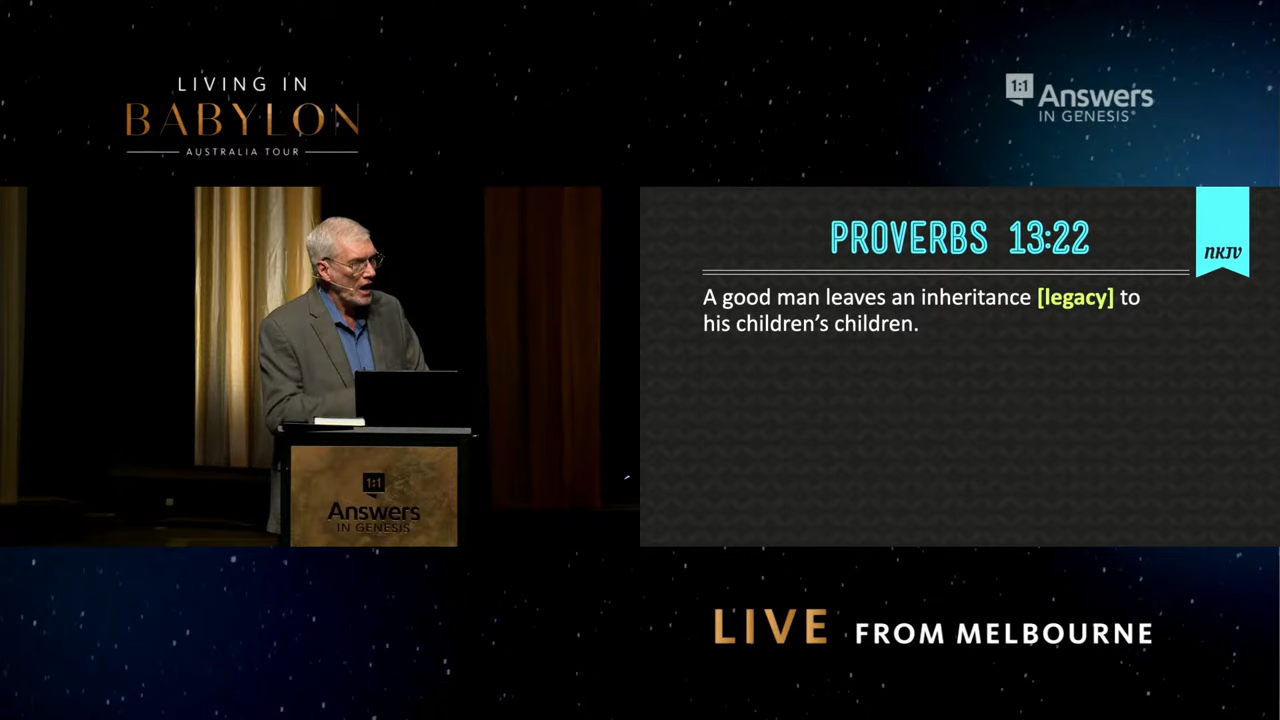 LIVING IN
BABYLON
AUSTRALIA TOUR
1:1
Answers
IN GENESIS®
PROVERBS 13:22
NKJV
A good man leaves an inheritance [legacy] to
his children’s children.
1:1
Answers
IN GENESIS
LIVE FROM MELBOURNE